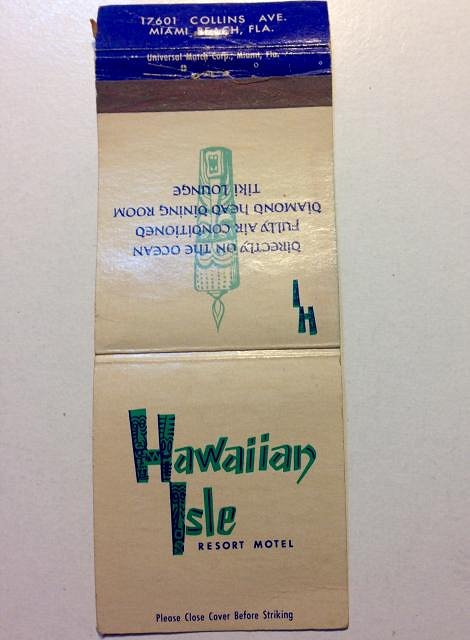 17601 COLLINS AVE.
MIAMI BEACH, FLA.
Universal Match Corp., Miami, Fla.
DIRECTLY ON THE OCEAN
FULLY AIR CONDITIONED
DIAMOND HEAD DINING ROOM
TIKI LOUNGE
HI
Hawaiian
Isle
RESORT MOTEL
Please Close Cover Before Striking